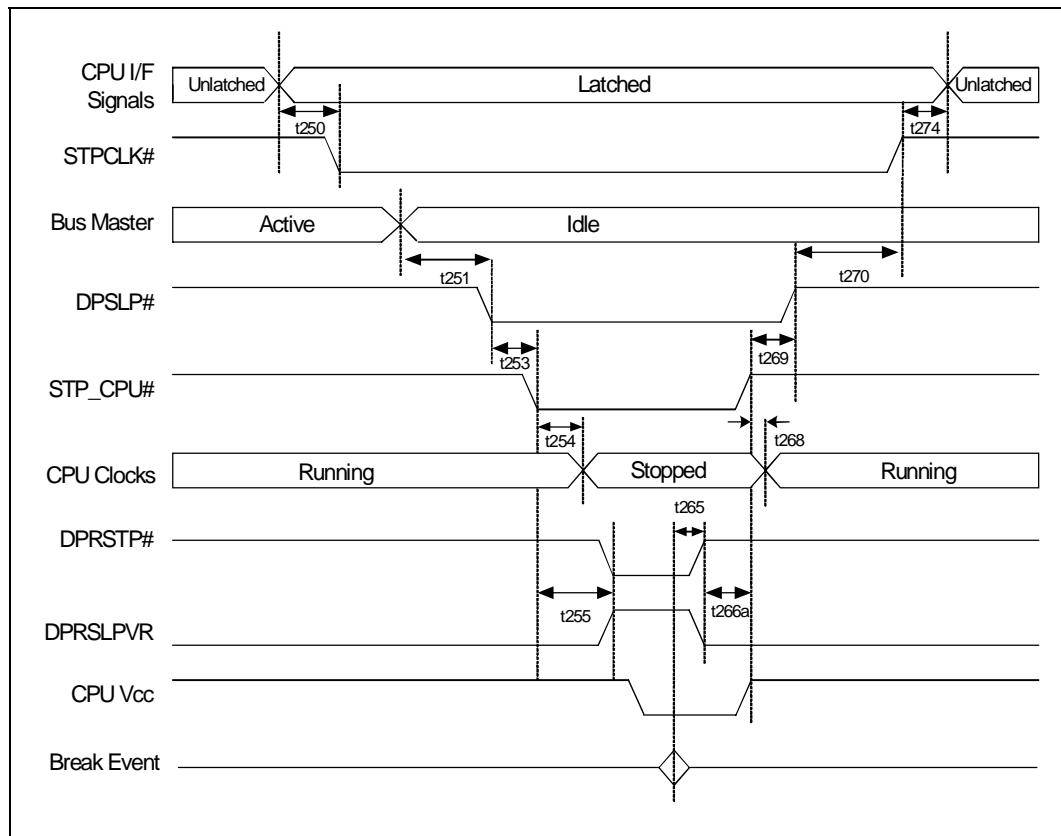 CPU I/F
Signals
Unlatched
Latched
Unlatched
t250
t274
STPCLK#
Bus Master
Active
Idle
t251
t270
DPSLP#
t253
t269
STP_CPU#
t254
t268
CPU Clocks
Running
Stopped
Running
t265
DPRSTP#
t255
t266a
DPRSLPVR
CPU Vcc
Break Event